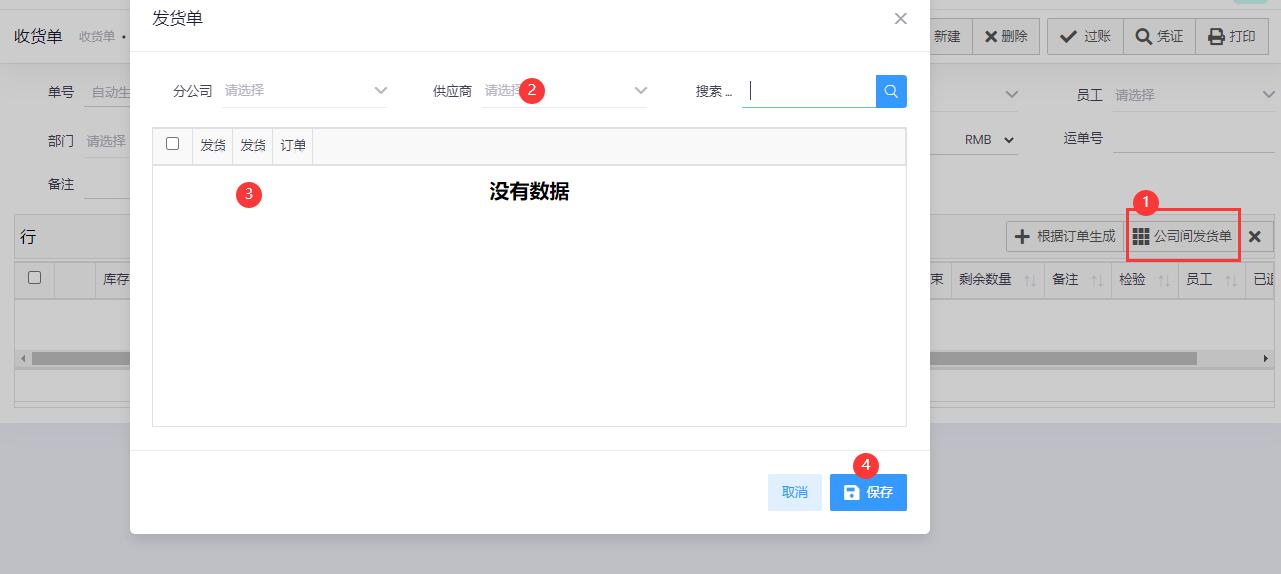 发货单
收货单 收货单 •
新建 删除 过账 凭证 打印
分公司 请选择
供应商 请选择 2
搜索 ...
单号 自动生
员工 请选择
部门 请选择
RMB
运单号
发货 发货 订单
备注
3
没有数据
1
行
根据订单生成 公司间发货单
库存
束 剩余数量 备注 检验 员工 已退
4
取消 保存